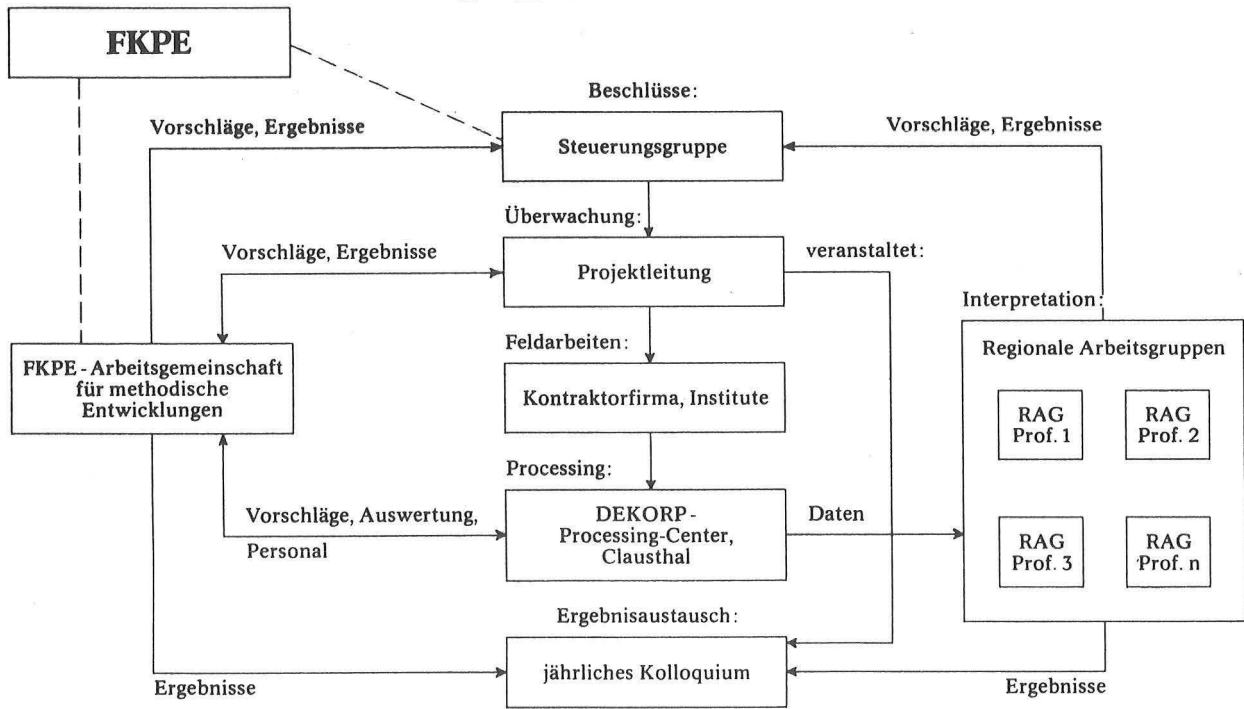 FKPE
Beschlüsse:
Vorschläge, Ergebnisse
Steuerungsgruppe
Vorschläge, Ergebnisse
Überwachung:
Vorschläge, Ergebnisse
Projektleitung
veranstaltet:
Interpretation:
Feldarbeiten:
FKPE - Arbeitsgemeinschaft
für methodische
Entwicklungen
Kontraktorfirma, Institute
Regionale Arbeitsgruppen
RAG
Prof. 1
RAG
Prof. 2
Processing:
Vorschläge, Auswertung,
Personal
DEKORP -
Processing-Center,
Clausthal
Daten
RAG
Prof. 3
RAG
Prof. n
Ergebnisaustausch:
jährliches Kolloquium
Ergebnisse
Ergebnisse